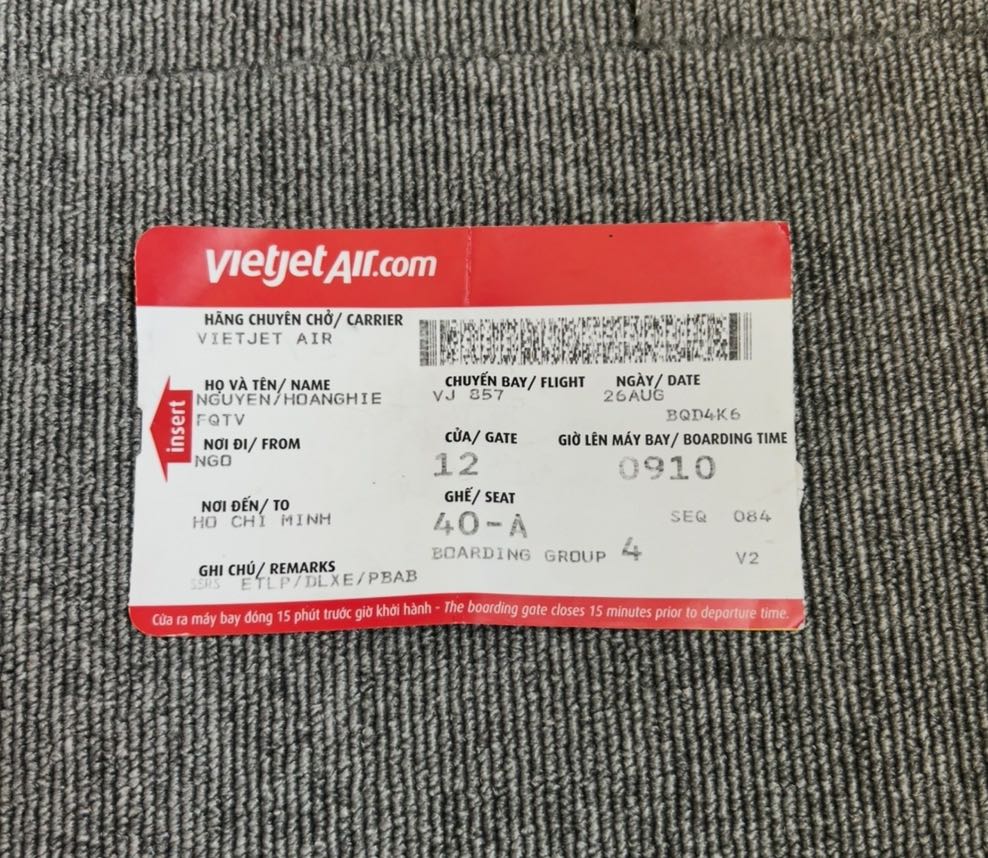 vietjetAir.com
HÃNG CHUYÊN CHỞ/ CARRIER
VIETJET AIR
HỌ VÀ TÊN/ NAME
NGUYEN/HOANGHIE
FQTV
CHUYẾN BAY/ FLIGHT
VJ 857
NGÀY/ DATE
26AUG
BQD4K6
insert
NƠI ĐI/ FROM
NGO
CỬA/ GATE
12
GIỜ LÊN MÁY BAY/ BOARDING TIME
0910
NƠI ĐẾN/ TO
HO CHI MINH
GHẾ/ SEAT
40-A
SEQ 084
BOARDING GROUP 4
V2
GHI CHÚ/ REMARKS
SSRS ETLP/DLXE/PBAB
Cửa ra máy bay đóng 15 phút trước giờ khởi hành - The boarding gate closes 15 minutes prior to departure time.